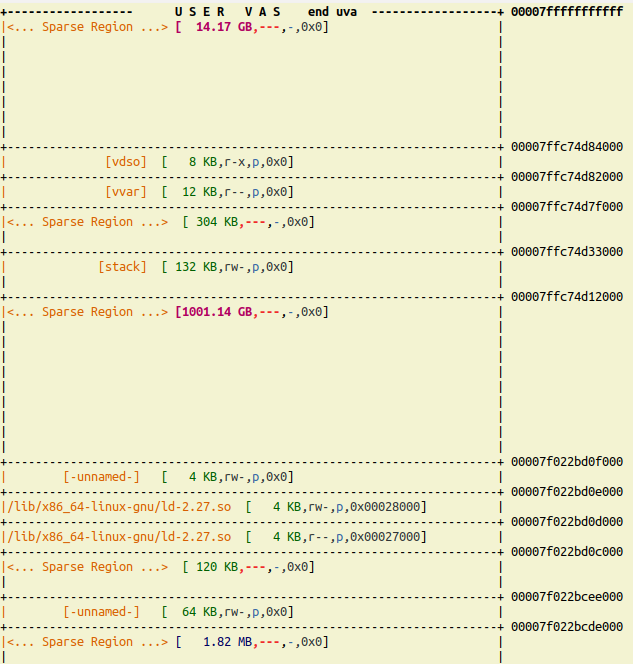 +------------------ U S E R V A S end uva ------------------+ 00007fffffffffff
|<... Sparse Region ...> [ 14.17 GB,---,-,0x0] |
+----------------------------------------------------------------------+ 00007ffc74d84000
| [vdso] [ 8 KB,r-x,p,0x0] |
+----------------------------------------------------------------------+ 00007ffc74d82000
| [vvar] [ 12 KB,r--,p,0x0] |
+----------------------------------------------------------------------+ 00007ffc74d7f000
|<... Sparse Region ...> [ 304 KB,---,-,0x0] |
+----------------------------------------------------------------------+ 00007ffc74d33000
| [stack] [ 132 KB,rw-,p,0x0] |
+----------------------------------------------------------------------+ 00007ffc74d12000
|<... Sparse Region ...> [1001.14 GB,---,-,0x0] |
+----------------------------------------------------------------------+ 00007f022bd0f000
| [-unnamed-] [ 4 KB,rw-,p,0x0] |
+----------------------------------------------------------------------+ 00007f022bd0e000
|/lib/x86_64-linux-gnu/ld-2.27.so [ 4 KB,rw-,p,0x00028000] |
+----------------------------------------------------------------------+ 00007f022bd0d000
|/lib/x86_64-linux-gnu/ld-2.27.so [ 4 KB,r--,p,0x00027000] |
+----------------------------------------------------------------------+ 00007f022bd0c000
|<... Sparse Region ...> [ 120 KB,---,-,0x0] |
+----------------------------------------------------------------------+ 00007f022bcee000
| [-unnamed-] [ 64 KB,rw-,p,0x0] |
+----------------------------------------------------------------------+ 00007f022bcde000
|<... Sparse Region ...> [ 1.82 MB,---,-,0x0] |